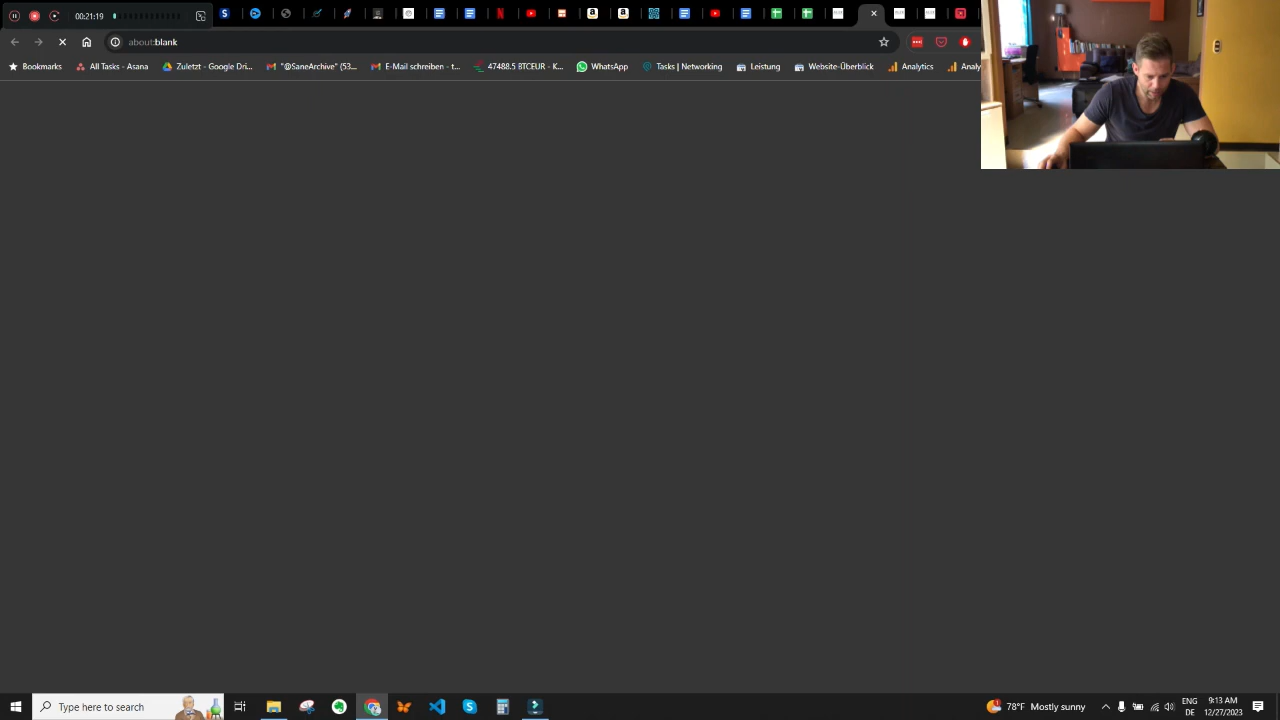 00:21:19
about:blank
Bookmarks
All Tasks - Asana
Zuletzt - Google Dri...
"CaneArchive" (53...
E-Mail schreiben - i...
47488.5 BTCEUR - K...
WhatsApp
Tasks | Networking
Leistung
Website-Überblick
Analytics
Analy
Type here to search
78°F Mostly sunny
ENG
DE
9:13 AM
12/27/2023